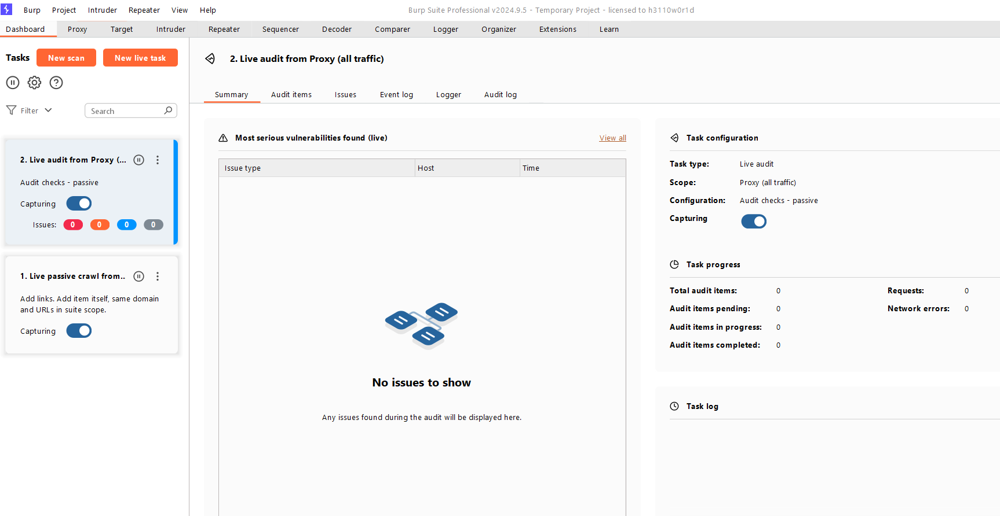 Burp Project Intruder Repeater View Help
Burp Suite Professional v2024.9.5 - Temporary Project - licensed to h3110w0r1d
Dashboard Proxy Target Intruder Repeater Sequencer Decoder Comparer Logger Organizer Extensions Learn
Tasks New scan New live task
Filter Search
2. Live audit from Proxy (...
Audit checks - passive
Capturing
Issues: 0 0 0 0
1. Live passive crawl from..
Add links. Add item itself, same domain
and URLs in suite scope.
Capturing
2. Live audit from Proxy (all traffic)
Summary Audit items Issues Event log Logger Audit log
Most serious vulnerabilities found (live) View all
Issue type Host Time
No issues to show
Any issues found during the audit will be displayed here.
Task configuration
Task type: Live audit
Scope: Proxy (all traffic)
Configuration: Audit checks - passive
Capturing
Task progress
Total audit items: 0 Requests: 0
Audit items pending: 0 Network errors: 0
Audit items in progress: 0
Audit items completed: 0
Task log